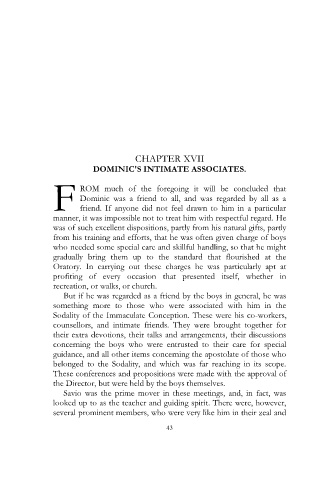 CHAPTER XVII
DOMINIC'S INTIMATE ASSOCIATES.
FROM much of the foregoing it will be concluded that
Dominic was a friend to all, and was regarded by all as a
friend. If anyone did not feel drawn to him in a particular
manner, it was impossible not to treat him with respectful regard. He
was of such excellent dispositions, partly from his natural gifts, partly
from his training and efforts, that he was often given charge of boys
who needed some special care and skillful handling, so that he might
gradually bring them up to the standard that flourished at the
Oratory. In carrying out these charges he was particularly apt at
profiting of every occasion that presented itself, whether in
recreation, or walks, or church.
But if he was regarded as a friend by the boys in general, he was
something more to those who were associated with him in the
Sodality of the Immaculate Conception. These were his co-workers,
counsellors, and intimate friends. They were brought together for
their extra devotions, their talks and arrangements, their discussions
concerning the boys who were entrusted to their care for special
guidance, and all other items concerning the apostolate of those who
belonged to the Sodality, and which was far reaching in its scope.
These conferences and propositions were made with the approval of
the Director, but were held by the boys themselves.
Savio was the prime mover in these meetings, and, in fact, was
looked up to as the teacher and guiding spirit. There were, however,
several prominent members, who were very like him in their zeal and
43